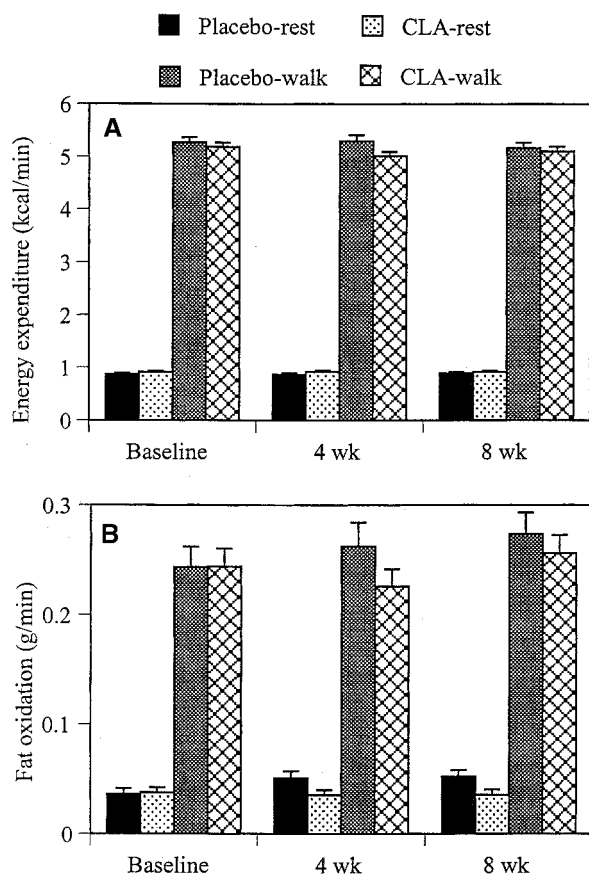 Placebo-rest CLA-rest
Placebo-walk CLA-walk
A
Energy expenditure (kcal/min)
6
5
4
3
2
1
0
Baseline 4 wk 8 wk
B
Fat oxidation (g/min)
0.3
0.2
0.1
0
Baseline 4 wk 8 wk